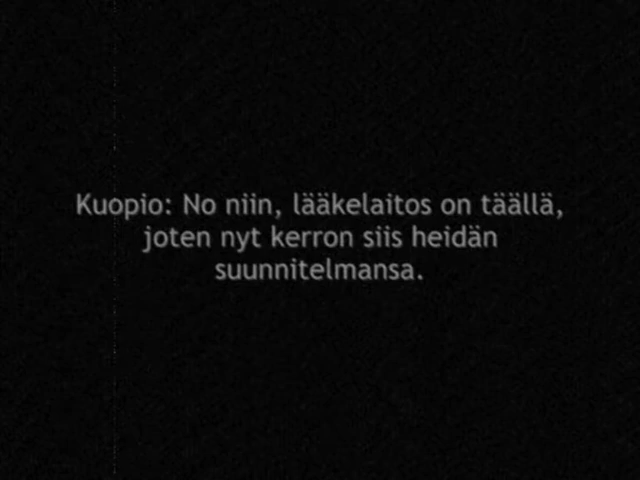 Kuopio: No niin, lääkelaitos on täällä,
joten nyt kerron siis heidän
suunnitelmansa.